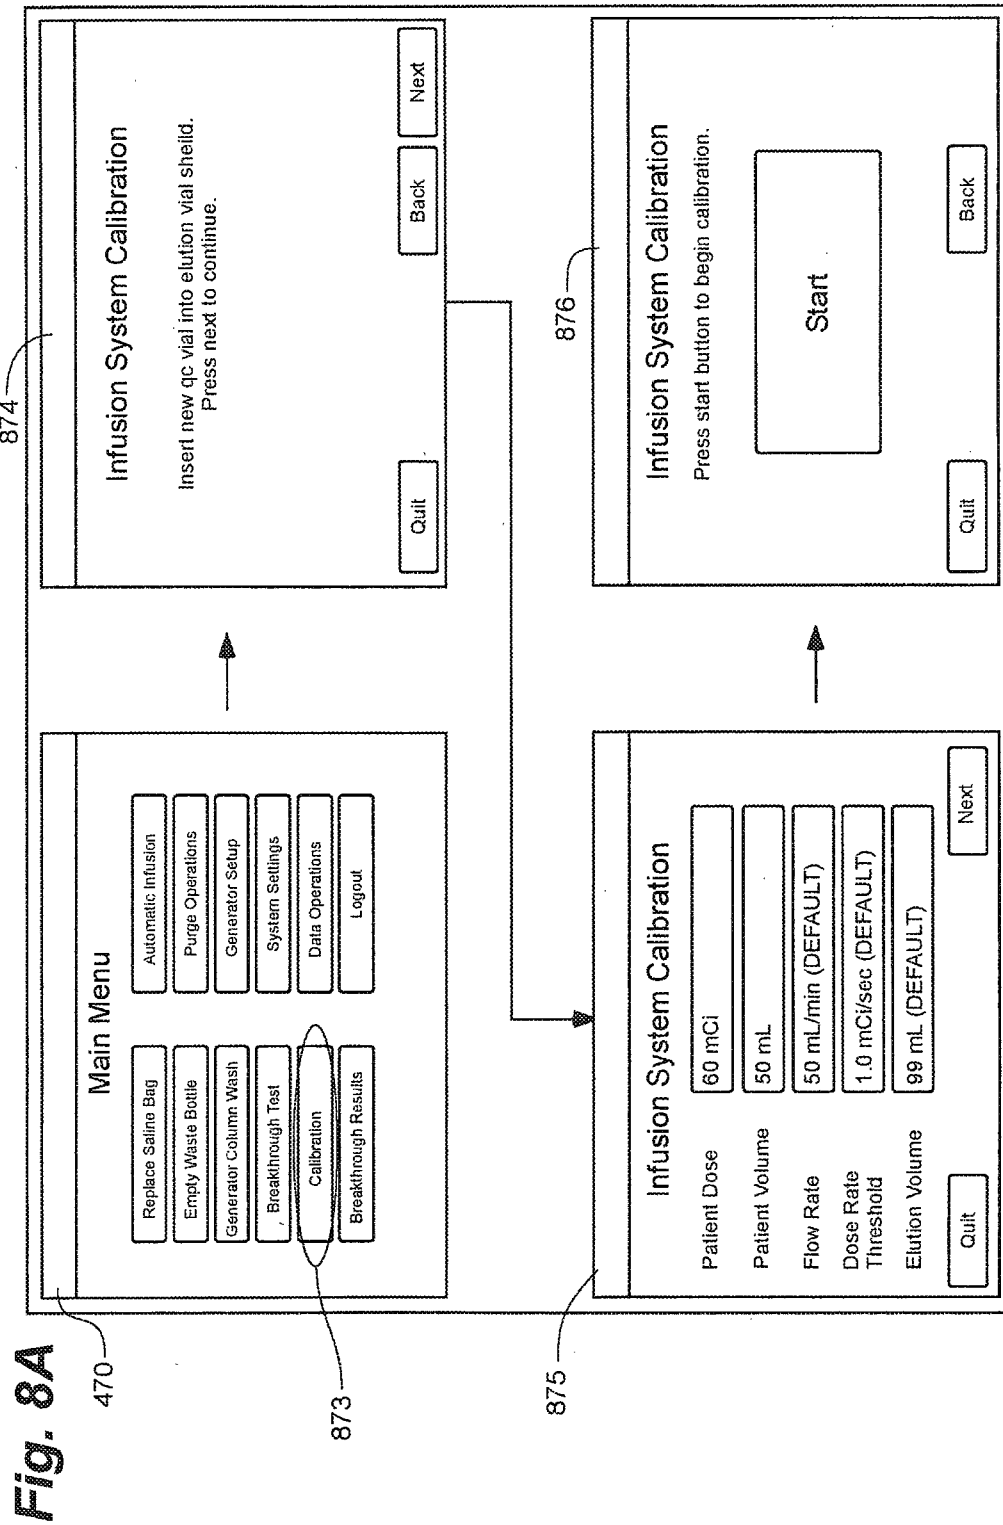 Fig. 8A
470
Main Menu
Replace Saline Bag
Empty Waste Bottle
Generator Column Wash
Breakthrough Test
Calibration
Breakthrough Results
Automatic Infusion
Purge Operations
Generator Setup
System Settings
Data Operations
Logout
873
874
Infusion System Calibration
Insert new qc vial into elution vial sheild.
Press next to continue.
Quit
Back
Next
875
Infusion System Calibration
Patient Dose
60 mCi
Patient Volume
50 mL
Flow Rate
50 mL/min (DEFAULT)
Dose Rate
Threshold
1.0 mCi/sec (DEFAULT)
Elution Volume
99 mL (DEFAULT)
Quit
Next
876
Infusion System Calibration
Press start button to begin calibration.
Start
Quit
Back